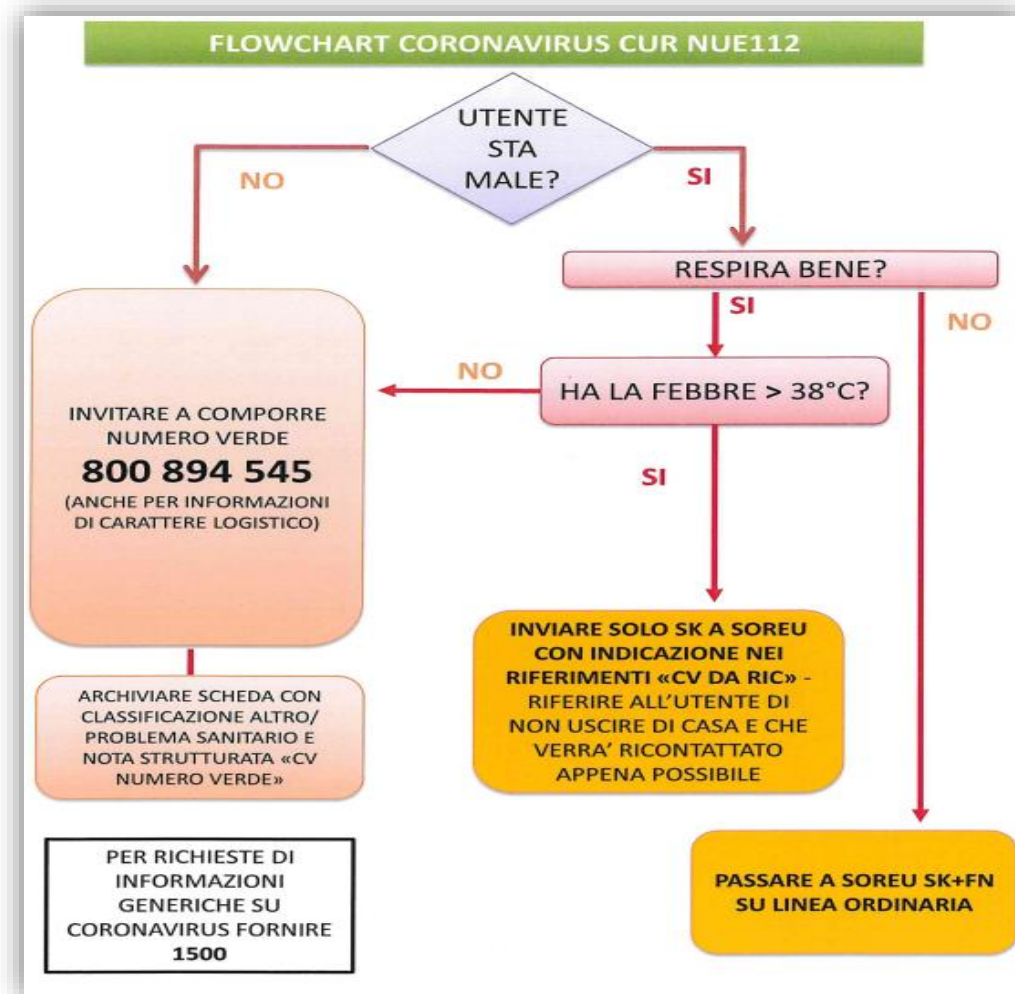 FLOWCHART CORONAVIRUS CUR NUE112
UTENTE
STA
MALE?
NO
SI
RESPIRA BENE?
SI
NO
HA LA FEBBRE > 38°C?
NO
SI
INVITARE A COMPORRE
NUMERO VERDE
800 894 545
(ANCHE PER INFORMAZIONI
DI CARATTERE LOGISTICO)
INVIARE SOLO SK A SOREU
CON INDICAZIONE NEI
RIFERIMENTI «CV DA RIC» -
RIFERIRE ALL'UTENTE DI
NON USCIRE DI CASA E CHE
VERRA' RICONTATTATO
APPENA POSSIBILE
ARCHIVIARE SCHEDA CON
CLASSIFICAZIONE ALTRO/
PROBLEMA SANITARIO E
NOTA STRUTTURATA «CV
NUMERO VERDE»
PER RICHIESTE DI
INFORMAZIONI
GENERICHE SU
CORONAVIRUS FORNIRE
1500
PASSARE A SOREU SK+FN
SU LINEA ORDINARIA